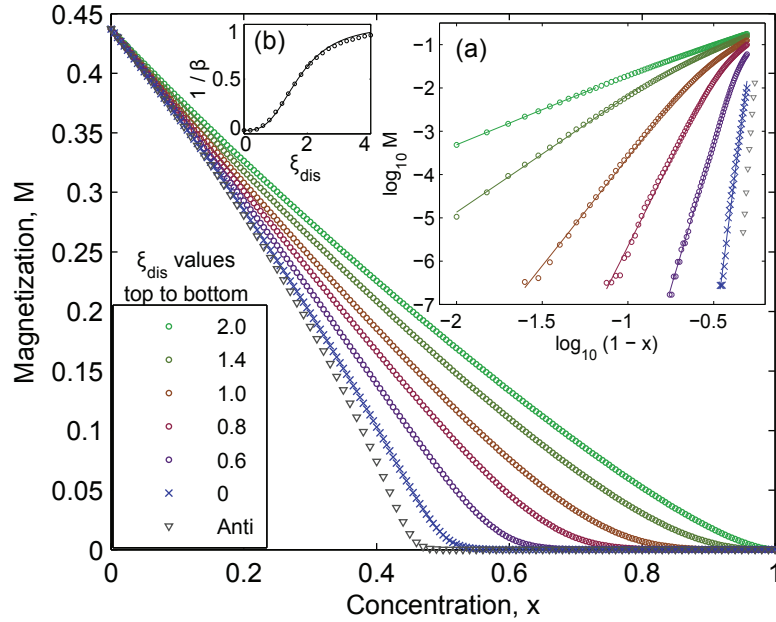 0.45
0.4
0.35
0.3
0.25
0.2
0.15
0.1
0.05
0
Magnetization, M
0
0.2
0.4
0.6
0.8
1
Concentration, x
ξdis values
top to bottom
2.0
1.4
1.0
0.8
0.6
0
Anti
(b)
1
0.5
0
1 / β
0 2 4
ξdis
(a)
−1
−2
−3
−4
−5
−6
−7
log10 M
−2 −1.5 −1 −0.5
log10 (1 − x)